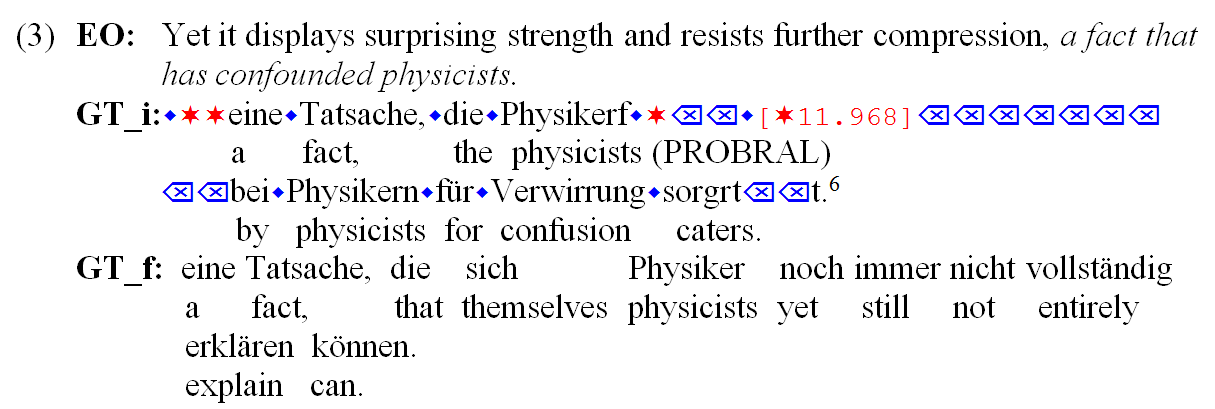 (3) EO: Yet it displays surprising strength and resists further compression, a fact that
has confounded physicists.
GT_i:⬥✶✶eine⬥Tatsache,⬥die⬥Physikerf⬥✶⌫⌫⬥[✶11.968]⌫⌫⌫⌫⌫⌫⌫
a fact, the physicists (PROBRAL)
⌫⌫bei⬥Physikern⬥für⬥Verwirrung⬥sorgrt⌫⌫t.6
by physicists for confusion caters.
GT_f: eine Tatsache, die sich Physiker noch immer nicht vollständig
a fact, that themselves physicists yet still not entirely
erklären können.
explain can.